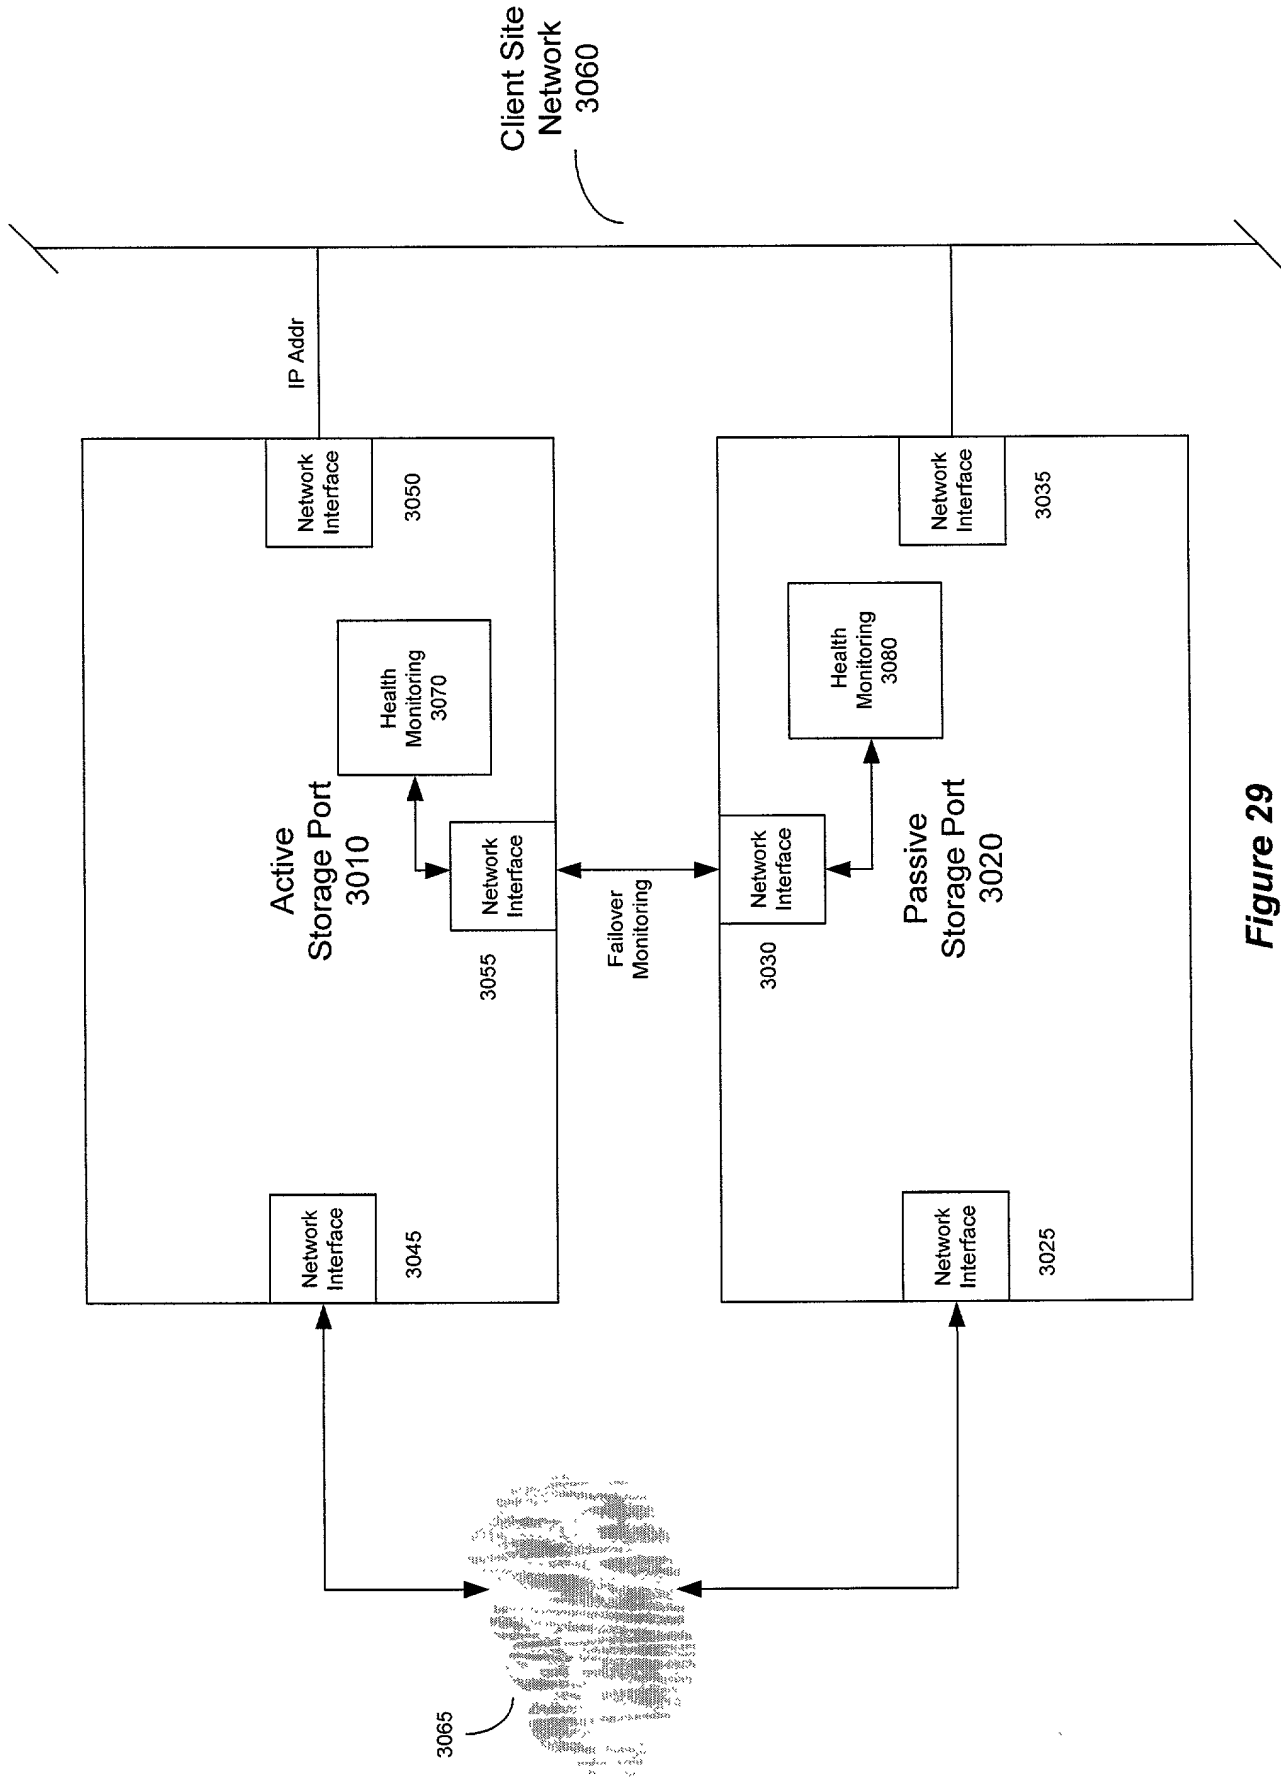 Client Site
Network
3060
IP Addr
Network
Interface
3050
Health
Monitoring
3070
Active
Storage Port
3010
Network
Interface
3055
Network
Interface
3045
Failover
Monitoring
Network
Interface
3035
Health
Monitoring
3080
Network
Interface
3030
Passive
Storage Port
3020
Network
Interface
3025
3065
Figure 29